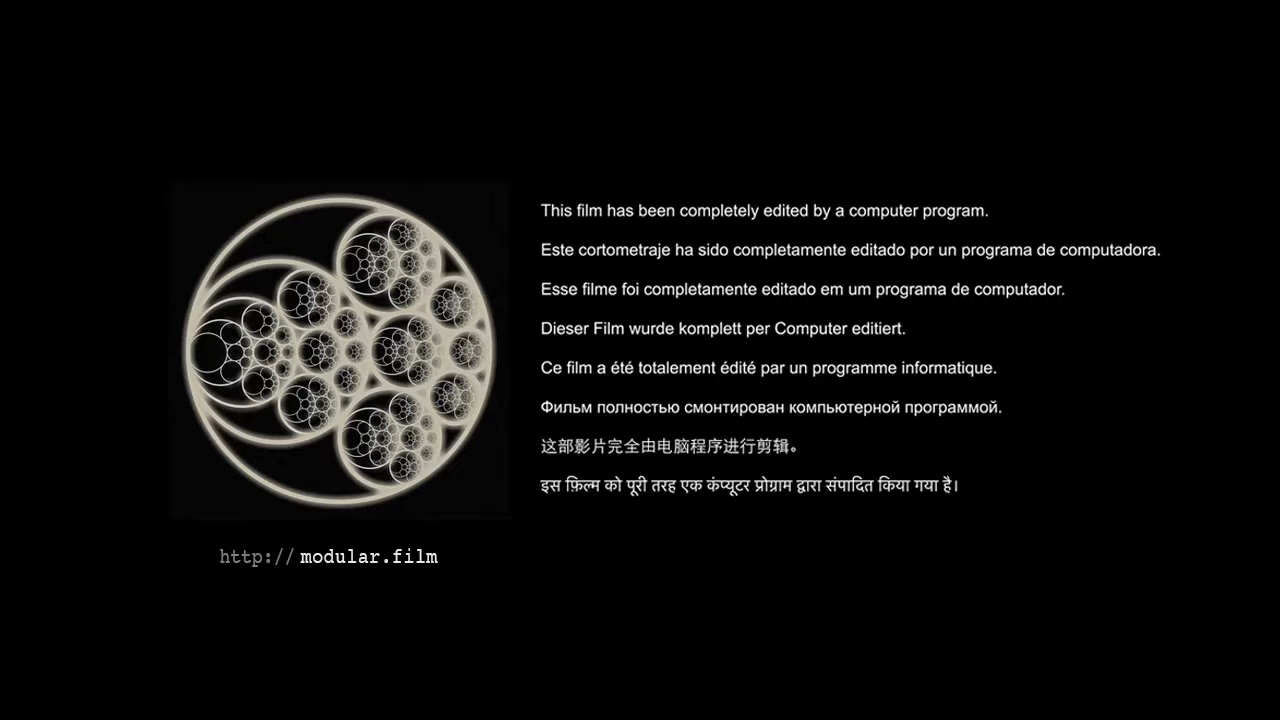 This film has been completely edited by a computer program.
Este cortometraje ha sido completamente editado por un programa de computadora.
Esse filme foi completamente editado em um programa de computador.
Dieser Film wurde komplett per Computer editiert.
Ce film a été totalement édité par un programme informatique.
Фильм полностью смонтирован компьютерной программой.
这部影片完全由电脑程序进行剪辑。
इस फ़िल्म को पूरी तरह एक कंप्यूटर प्रोग्राम द्वारा संपादित किया गया है।
http://modular.film